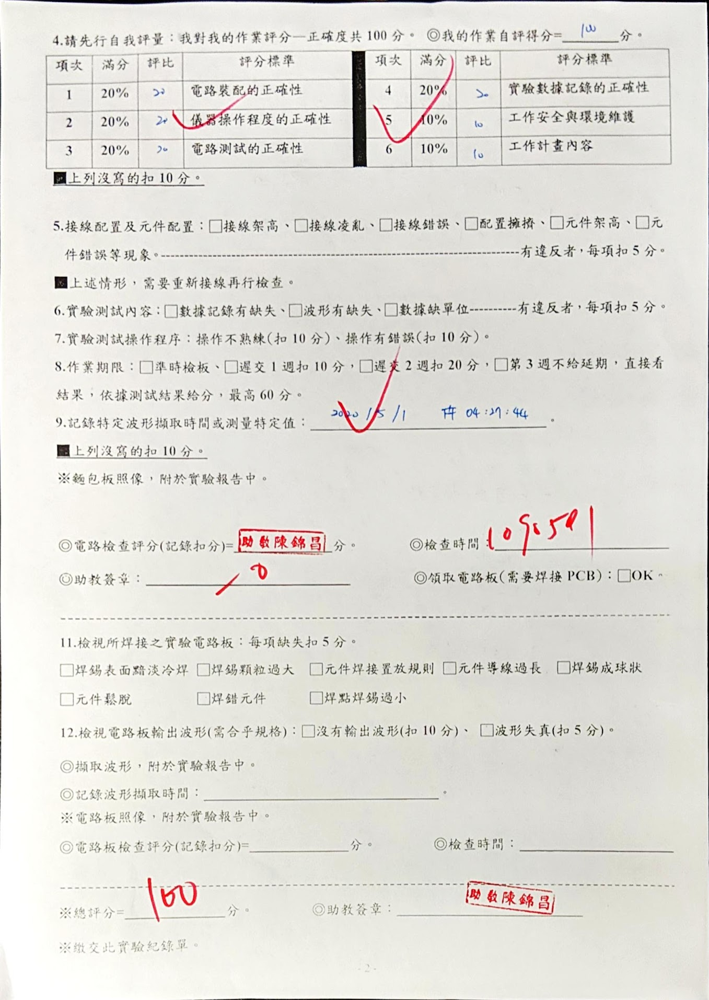 4.請先行自我評量：我對我的作業評分—正確度共 100 分。 ◎我的作業自評得分=100分。
項次 滿分 評比 評分標準 項次 滿分 評比 評分標準
1 20% 20 電路裝配的正確性 4 20% 20 實驗數據記錄的正確性
2 20% 20 儀器操作程度的正確性 5 10% 10 工作安全與環境維護
3 20% 20 電路測試的正確性 6 10% 10 工作計畫內容
■上列沒寫的扣 10 分。
5.接線配置及元件配置：□接線架高、□接線凌亂、□接線錯誤、□配置擁擠、□元件架高、□元
件錯誤等現象。------------------------------------------------------------------------------有違反者，每項扣 5 分。
■上述情形，需要重新接線再行檢查。
6.實驗測試內容：□數據記錄有缺失、□波形有缺失、□數據缺單位----------有違反者，每項扣 5 分。
7.實驗測試操作程序：操作不熟練(扣 10 分)、操作有錯誤(扣 10 分)。
8.作業期限：□準時檢板、□遲交 1 週扣 10 分，□遲交 2 週扣 20 分，□第 3 週不給延期，直接看
結果，依據測試結果給分，最高 60 分。
9.記錄特定波形擷取時間或測量特定值：2020/5/1 04:27:44。
■上列沒寫的扣 10 分。
※麵包板照像，附於實驗報告中。
◎電路檢查評分(記錄扣分)=助教陳錦昌分。 ◎檢查時間：
◎助教簽章： 0 ◎領取電路板(需要焊接 PCB)：□OK。
11.檢視所焊接之實驗電路板：每項缺失扣 5 分。
□焊錫表面黯淡冷焊 □焊錫顆粒過大 □元件焊接置放規則 □元件導線過長 □焊錫成球狀
□元件鬆脫 □焊錯元件 □焊點焊錫過小
12.檢視電路板輸出波形(需合乎規格)：□沒有輸出波形(扣 10 分)、 □波形失真(扣 5 分)。
◎擷取波形，附於實驗報告中。
◎記錄波形擷取時間：。
※電路板照像，附於實驗報告中。
◎電路板檢查評分(記錄扣分)=分。 ◎檢查時間：
※總評分=100分。 ◎助教簽章：助教陳錦昌
※繳交此實驗紀錄單。
- 2 -